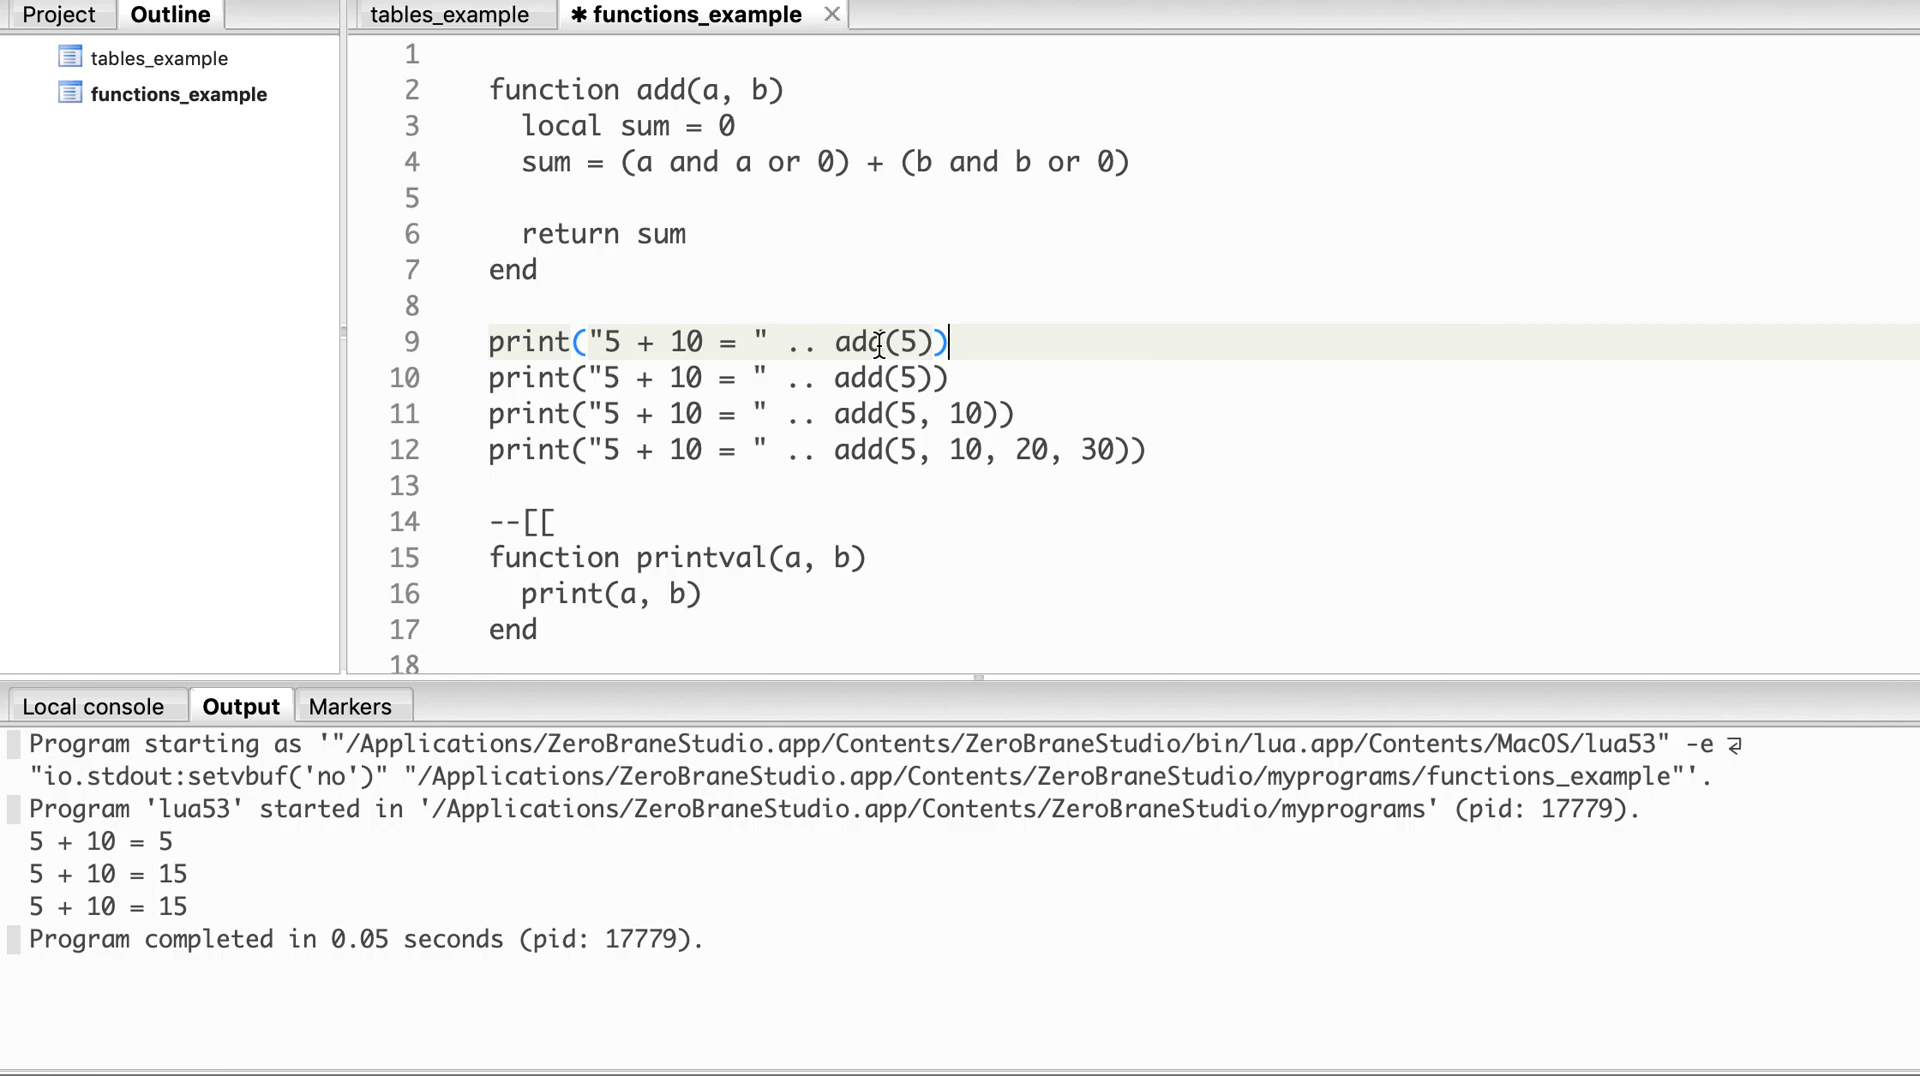 Project Outline
tables_example
✱ functions_example
tables_example
functions_example
1
2 function add(a, b)
3 local sum = 0
4 sum = (a and a or 0) + (b and b or 0)
5
6 return sum
7 end
8
9 print("5 + 10 = " .. add(5))
10 print("5 + 10 = " .. add(5))
11 print("5 + 10 = " .. add(5, 10))
12 print("5 + 10 = " .. add(5, 10, 20, 30))
13
14 --[[
15 function printval(a, b)
16 print(a, b)
17 end
18
Local console Output Markers
Program starting as '"/Applications/ZeroBraneStudio.app/Contents/ZeroBraneStudio/bin/lua.app/Contents/MacOS/lua53" -e
"io.stdout:setvbuf('no')" "/Applications/ZeroBraneStudio.app/Contents/ZeroBraneStudio/myprograms/functions_example"'.
Program 'lua53' started in '/Applications/ZeroBraneStudio.app/Contents/ZeroBraneStudio/myprograms' (pid: 17779).
5 + 10 = 5
5 + 10 = 15
5 + 10 = 15
Program completed in 0.05 seconds (pid: 17779).